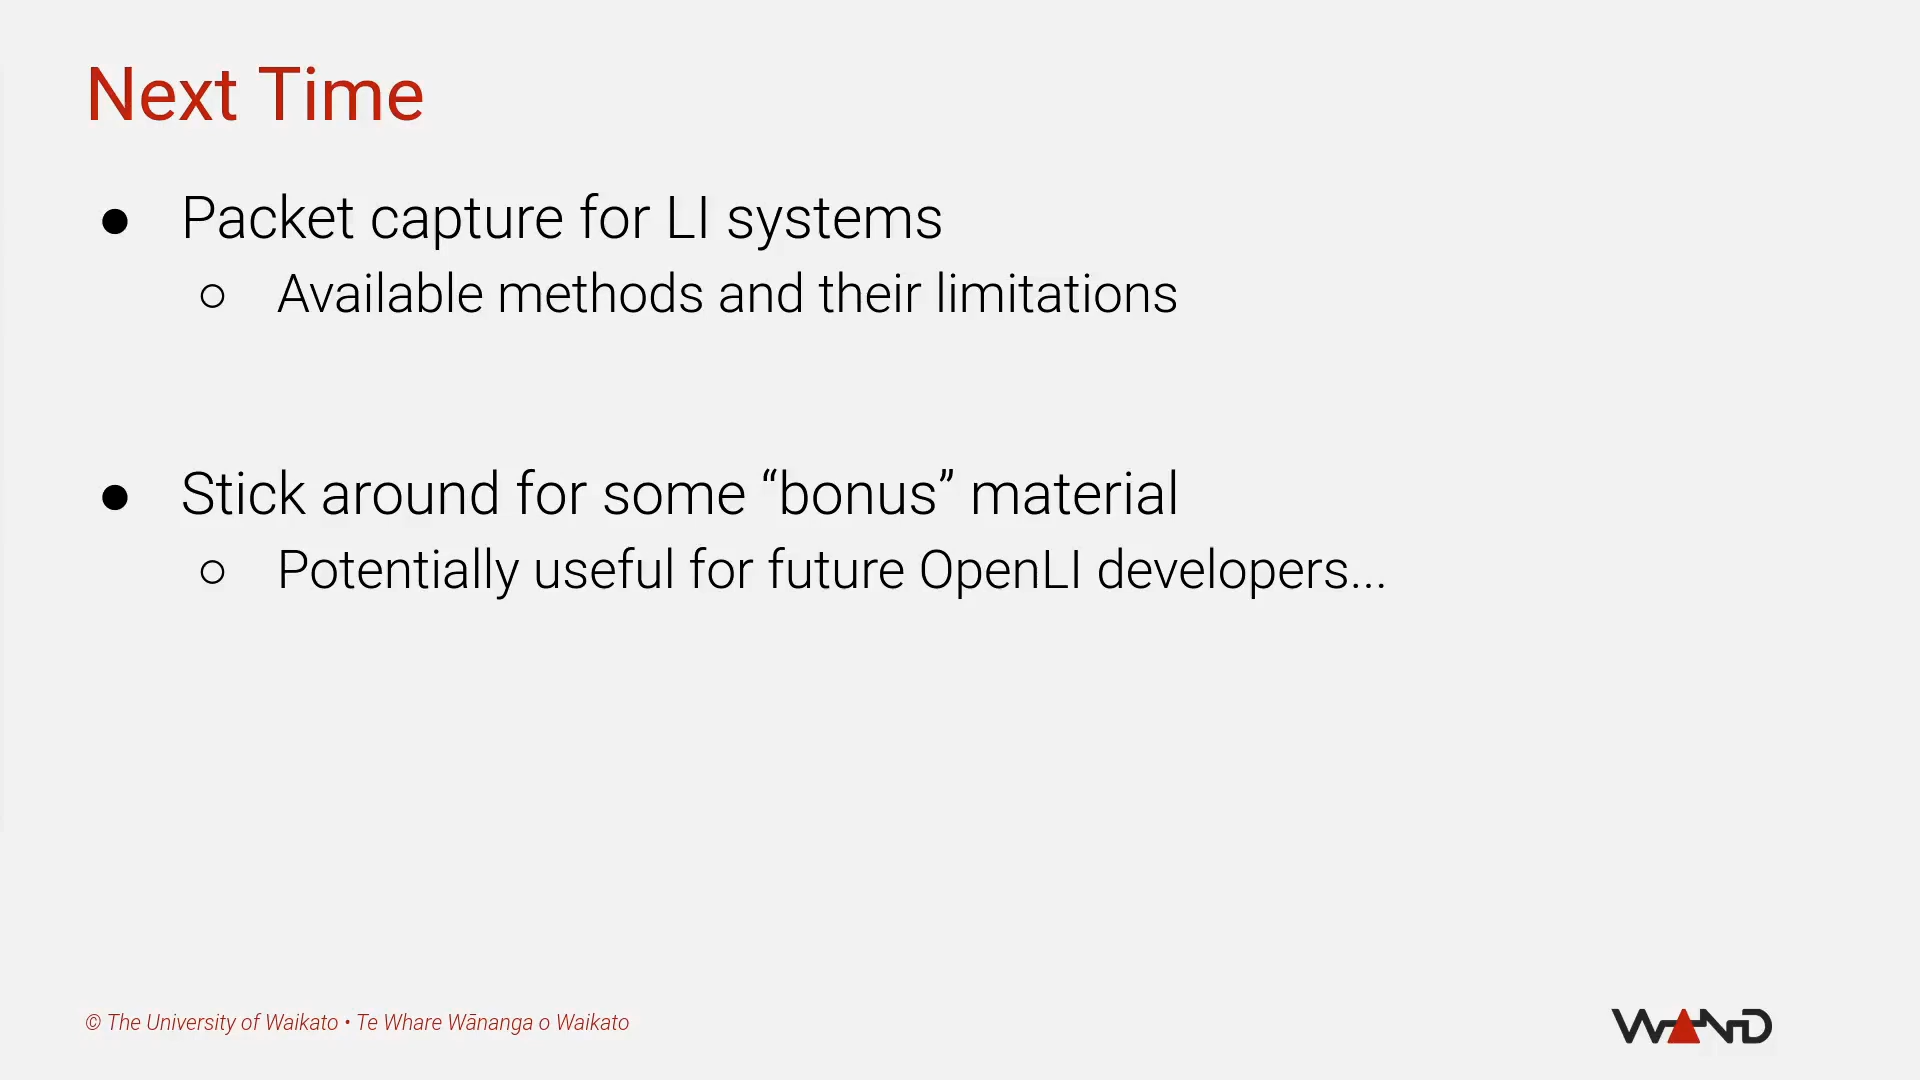 Next Time
● Packet capture for LI systems
○ Available methods and their limitations
● Stick around for some “bonus” material
○ Potentially useful for future OpenLI developers...
© The University of Waikato • Te Whare Wānanga o Waikato
WAND